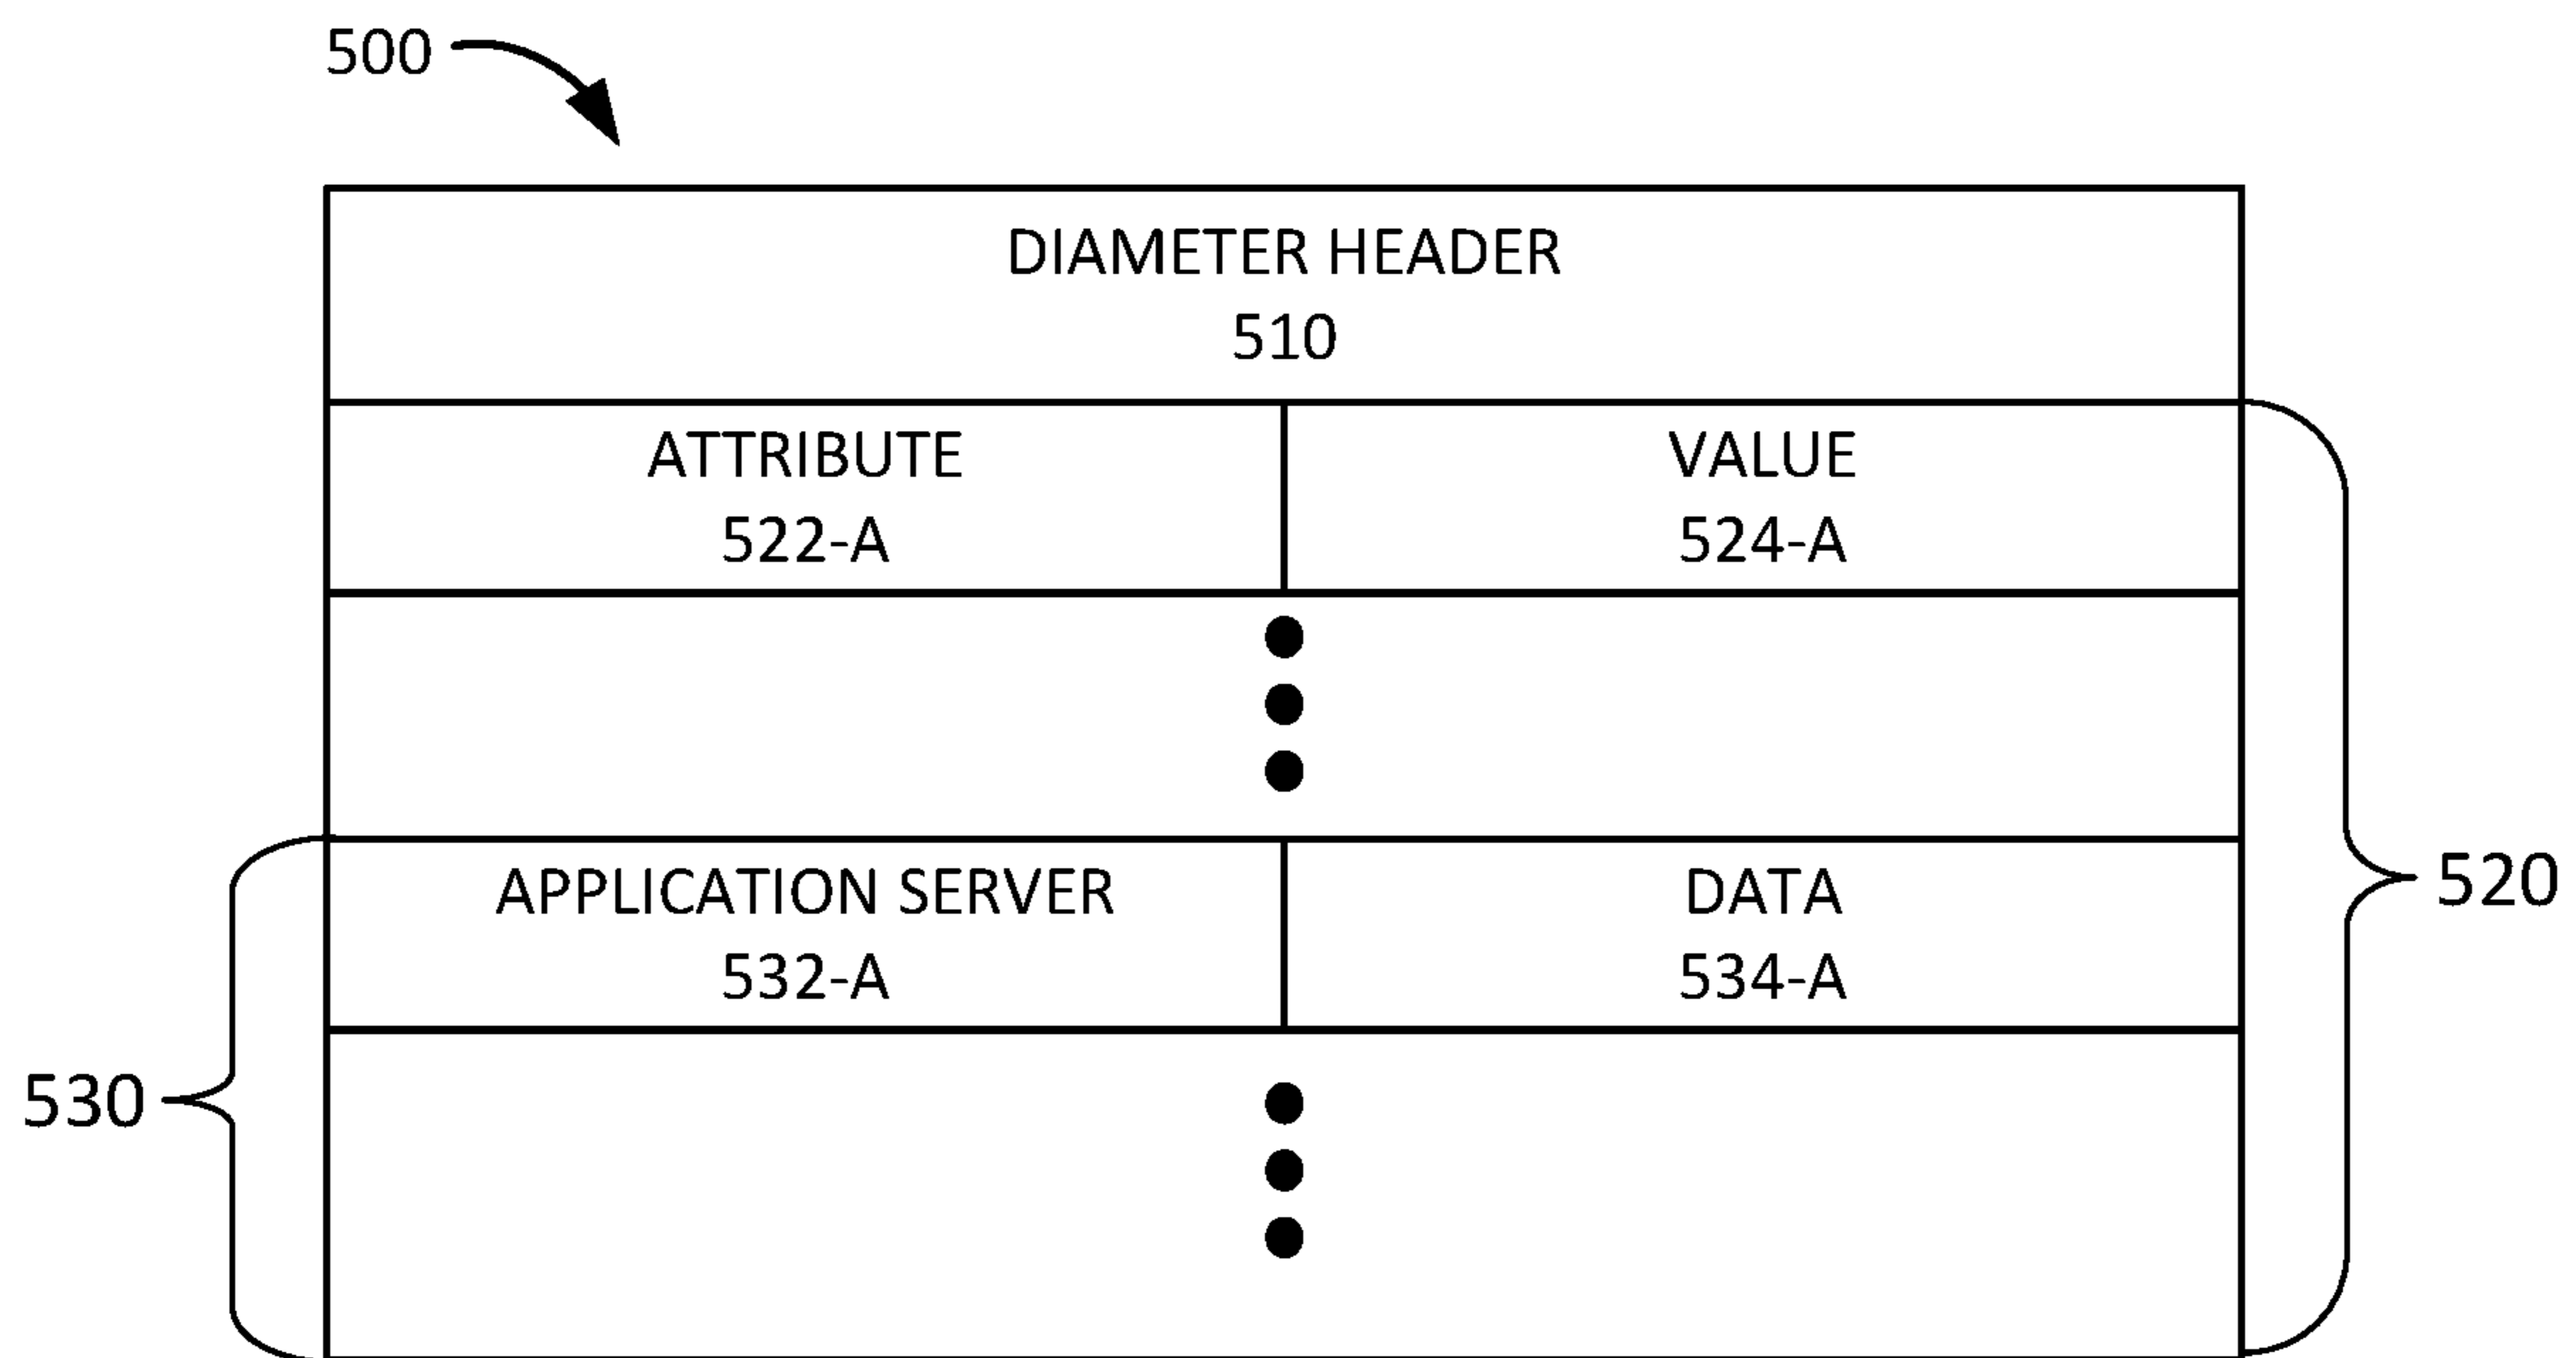 500
DIAMETER HEADER
510
ATTRIBUTE
522-A
VALUE
524-A
APPLICATION SERVER
532-A
DATA
534-A
520
530